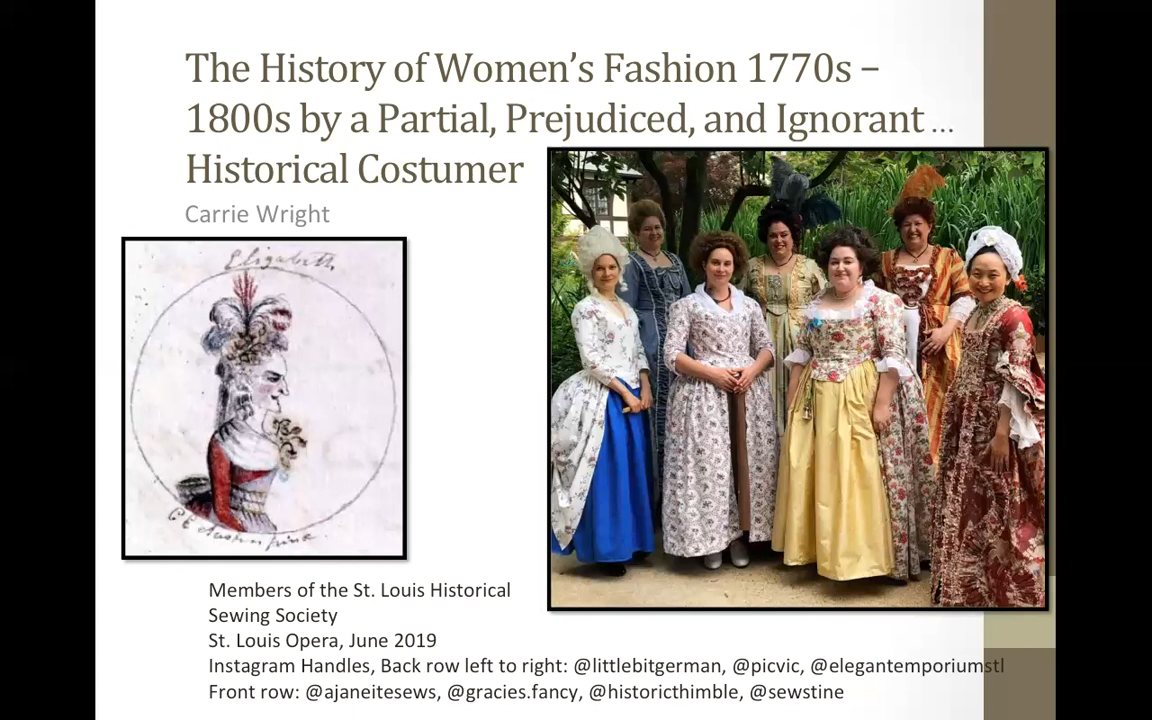 The History of Women's Fashion 1770s –
1800s by a Partial, Prejudiced, and Ignorant ...
Historical Costumer
Carrie Wright
Elizabeth
C E Austen pinx.
Members of the St. Louis Historical
Sewing Society
St. Louis Opera, June 2019
Instagram Handles, Back row left to right: @littlebitgerman, @picvic, @elegantemporiumstl
Front row: @ajaneitesews, @gracies.fancy, @historicthimble, @sewstine